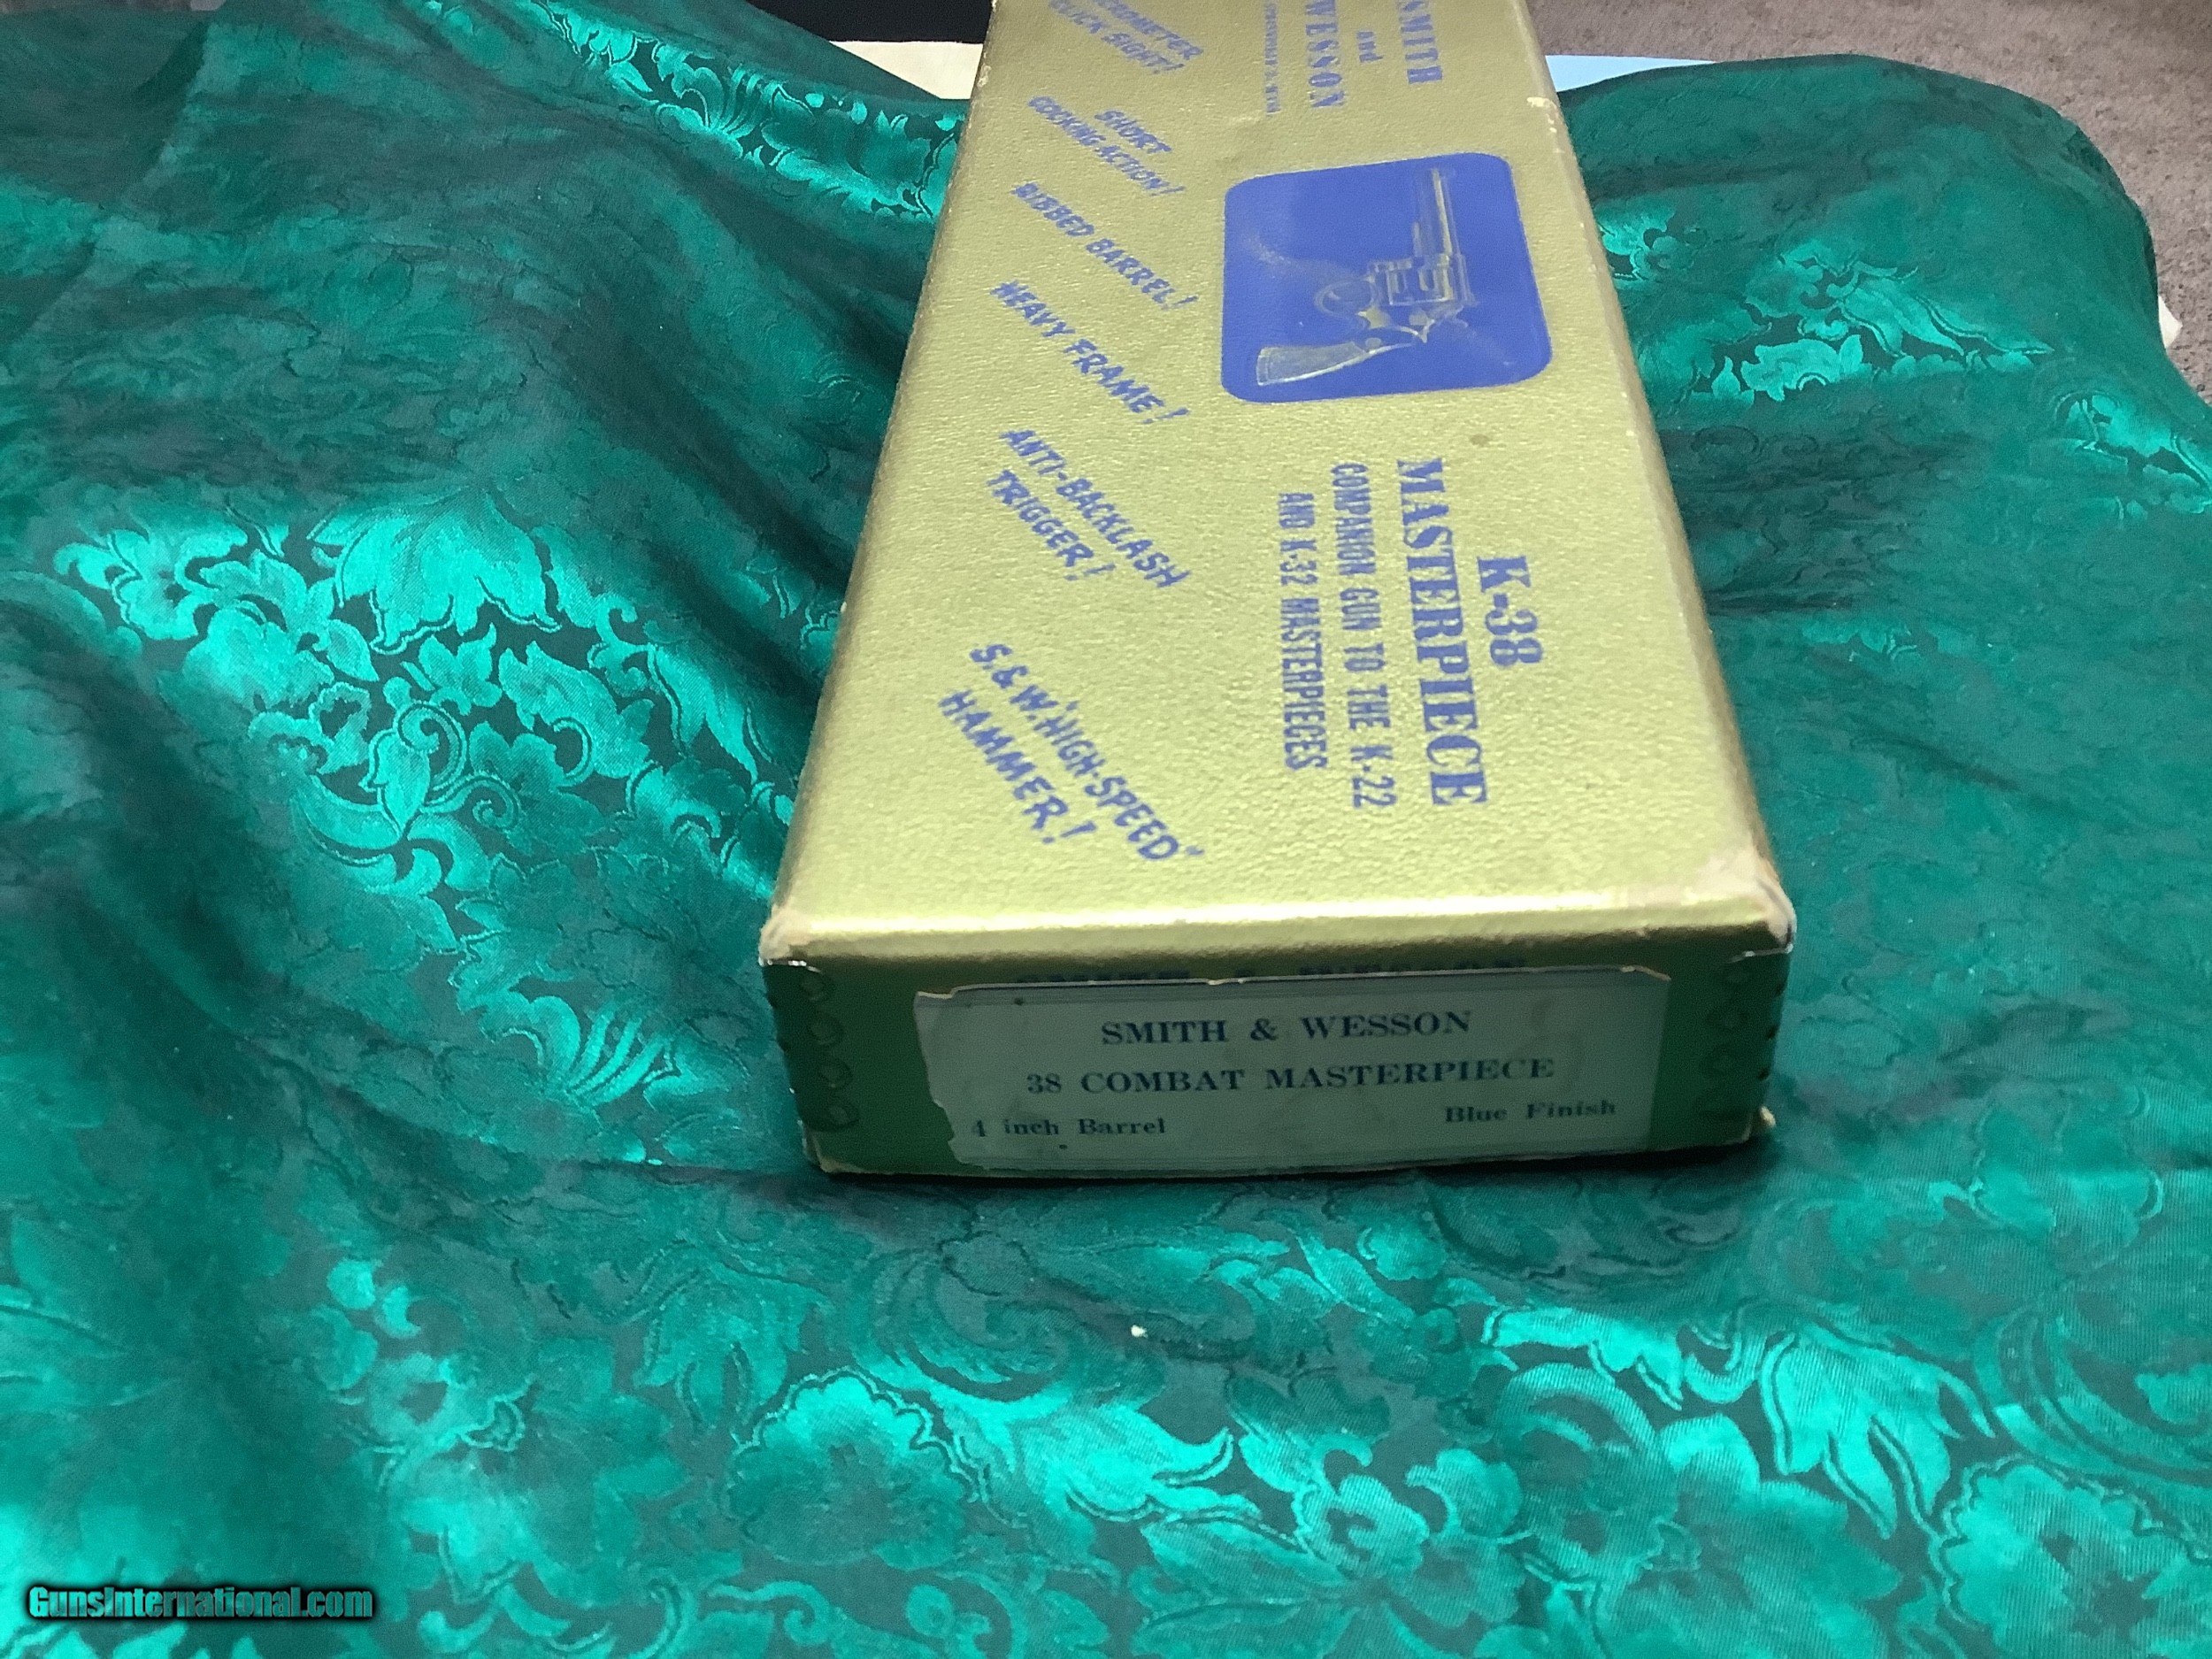 SMITH
and
WESSON
MICROMETER
CLICK SIGHT!
SHORT
COCKING ACTION!
RIBBED BARREL!
HEAVY FRAME!
ANTI-BACKLASH
TRIGGER!
S.&W."HIGH-SPEED"
HAMMER!
K-38
MASTERPIECE
COMPANION GUN TO THE K-22
AND K-32 MASTERPIECES
SMITH & WESSON
38 COMBAT MASTERPIECE
4 inch Barrel
Blue Finish
GunsInternational.com